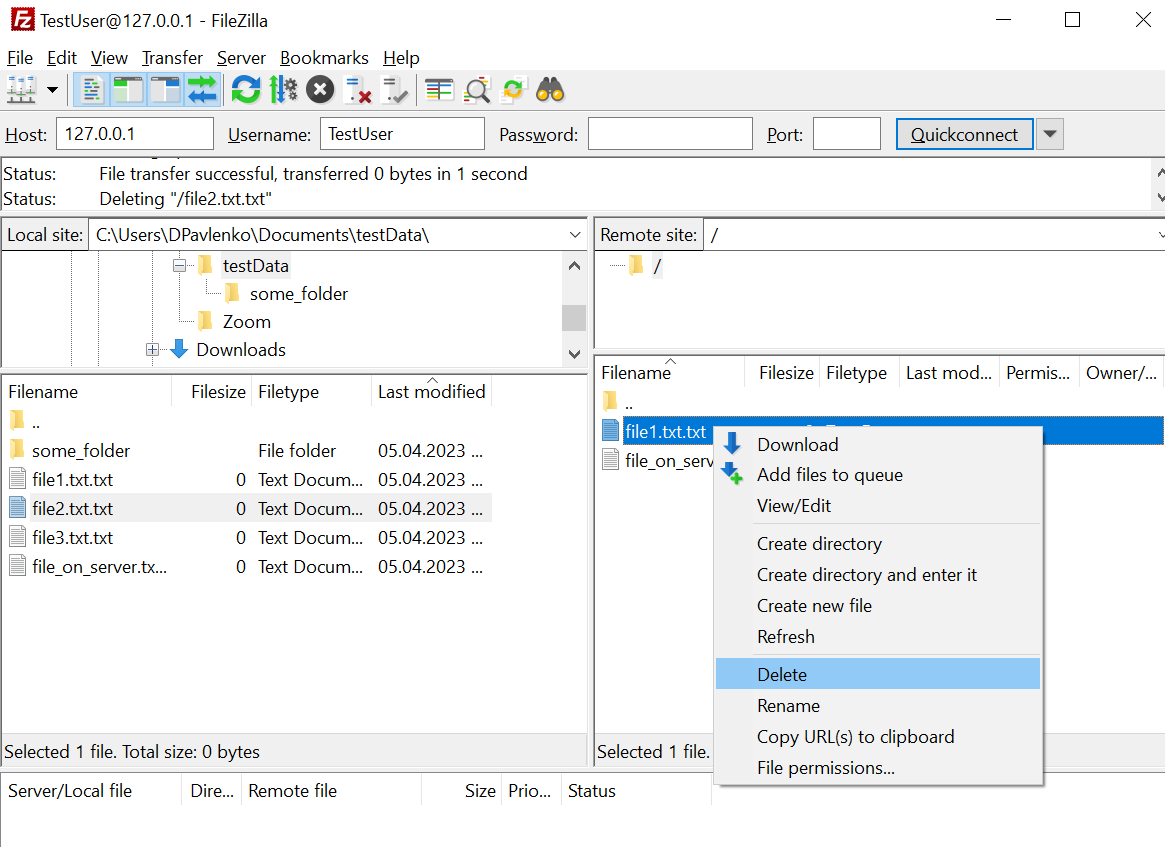 TestUser@127.0.0.1 - FileZilla
File Edit View Transfer Server Bookmarks Help
Host: 127.0.0.1 Username: TestUser Password: Port: Quickconnect
Status: File transfer successful, transferred 0 bytes in 1 second
Status: Deleting "/file2.txt.txt"
Local site: C:\Users\DPavlenko\Documents\testData\
testData
some_folder
Zoom
Downloads
Filename Filesize Filetype Last modified
..
some_folder File folder 05.04.2023 ...
file1.txt.txt 0 Text Docum... 05.04.2023 ...
file2.txt.txt 0 Text Docum... 05.04.2023 ...
file3.txt.txt 0 Text Docum... 05.04.2023 ...
file_on_server.tx... 0 Text Docum... 05.04.2023 ...
Selected 1 file. Total size: 0 bytes
Remote site: /
/
Filename Filesize Filetype Last mod... Permis... Owner/...
..
file1.txt.txt
file_on_serv
Download
Add files to queue
View/Edit
Create directory
Create directory and enter it
Create new file
Refresh
Delete
Rename
Copy URL(s) to clipboard
File permissions...
Selected 1 file.
Server/Local file Dire... Remote file Size Prio... Status